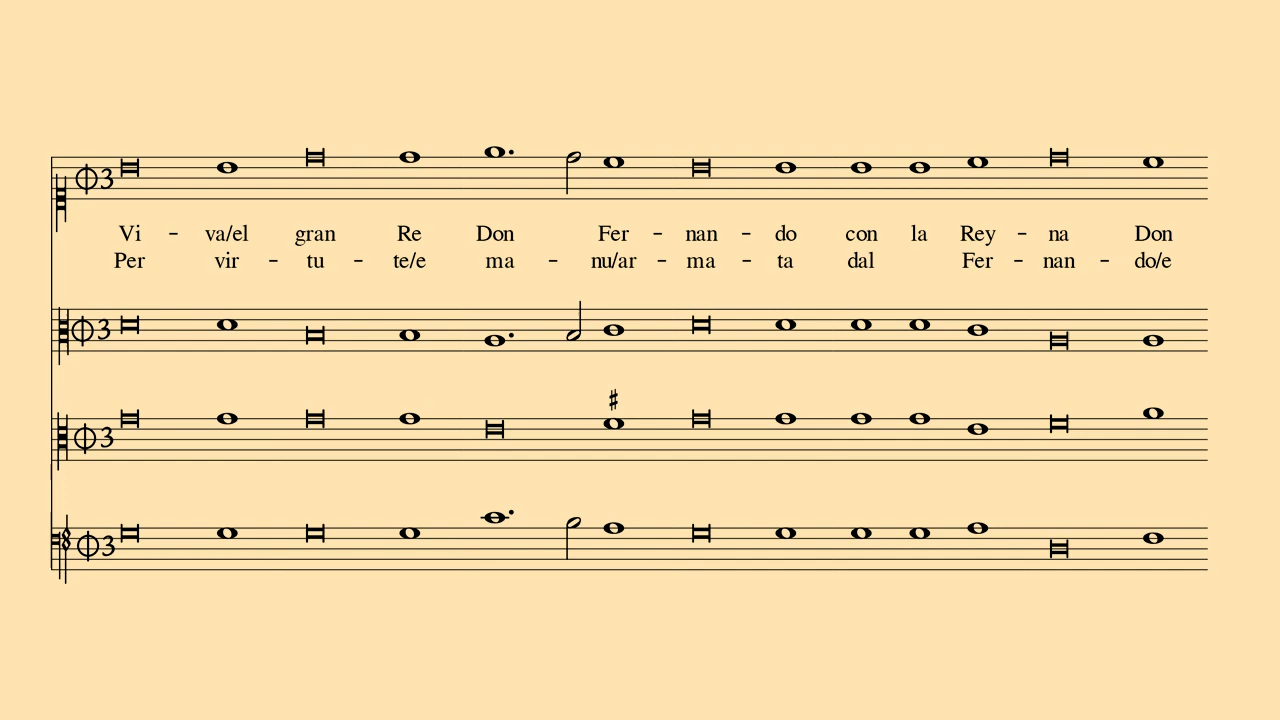 Vi - va/el gran Re Don Fer - nan - do con la Rey - na Don
Per vir - tu - te/e ma - nu/ar - ma - ta dal Fer - nan - do/e